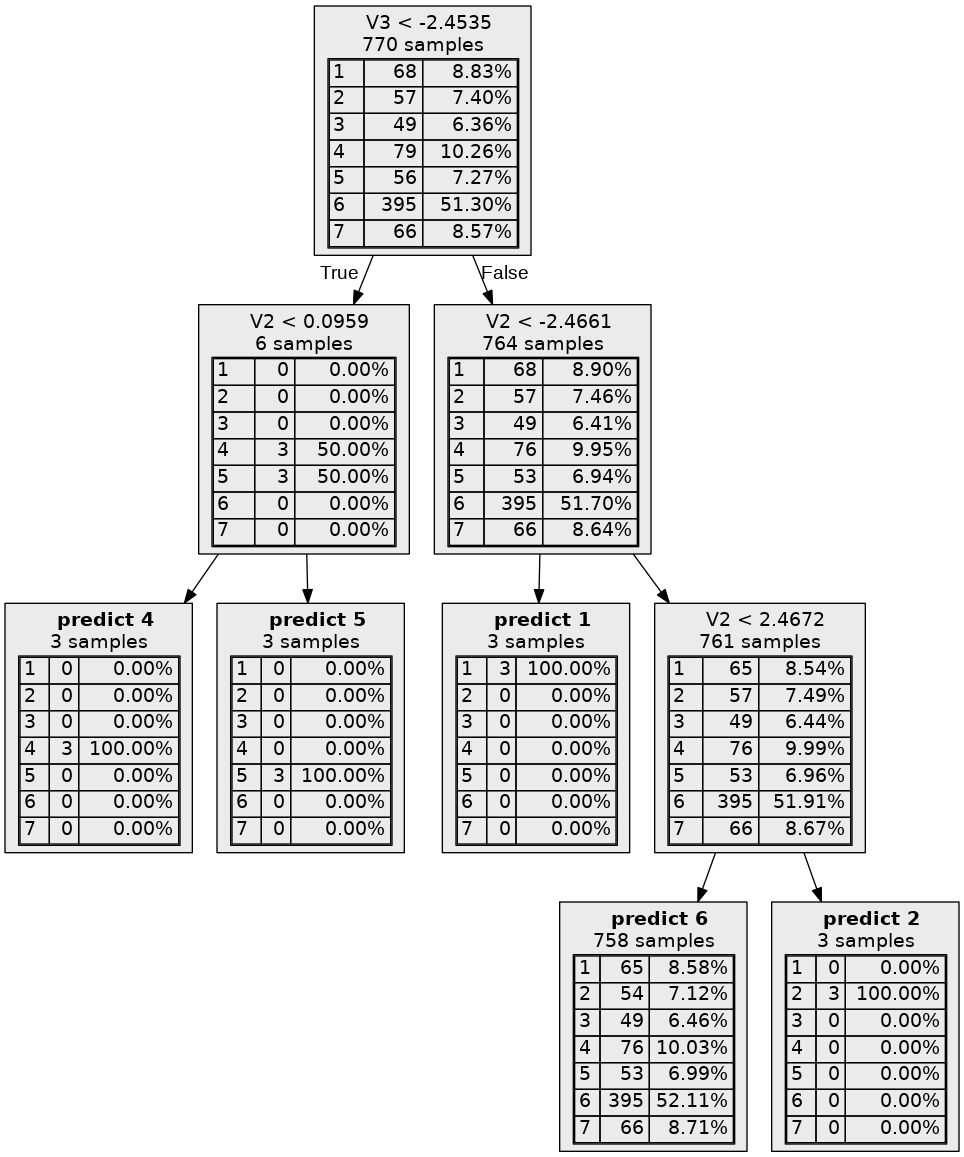 V3 < -2.4535
770 samples
1 68 8.83%
2 57 7.40%
3 49 6.36%
4 79 10.26%
5 56 7.27%
6 395 51.30%
7 66 8.57%
True
False
V2 < 0.0959
6 samples
1 0 0.00%
2 0 0.00%
3 0 0.00%
4 3 50.00%
5 3 50.00%
6 0 0.00%
7 0 0.00%
V2 < -2.4661
764 samples
1 68 8.90%
2 57 7.46%
3 49 6.41%
4 76 9.95%
5 53 6.94%
6 395 51.70%
7 66 8.64%
predict 4
3 samples
1 0 0.00%
2 0 0.00%
3 0 0.00%
4 3 100.00%
5 0 0.00%
6 0 0.00%
7 0 0.00%
predict 5
3 samples
1 0 0.00%
2 0 0.00%
3 0 0.00%
4 0 0.00%
5 3 100.00%
6 0 0.00%
7 0 0.00%
predict 1
3 samples
1 3 100.00%
2 0 0.00%
3 0 0.00%
4 0 0.00%
5 0 0.00%
6 0 0.00%
7 0 0.00%
V2 < 2.4672
761 samples
1 65 8.54%
2 57 7.49%
3 49 6.44%
4 76 9.99%
5 53 6.96%
6 395 51.91%
7 66 8.67%
predict 6
758 samples
1 65 8.58%
2 54 7.12%
3 49 6.46%
4 76 10.03%
5 53 6.99%
6 395 52.11%
7 66 8.71%
predict 2
3 samples
1 0 0.00%
2 3 100.00%
3 0 0.00%
4 0 0.00%
5 0 0.00%
6 0 0.00%
7 0 0.00%